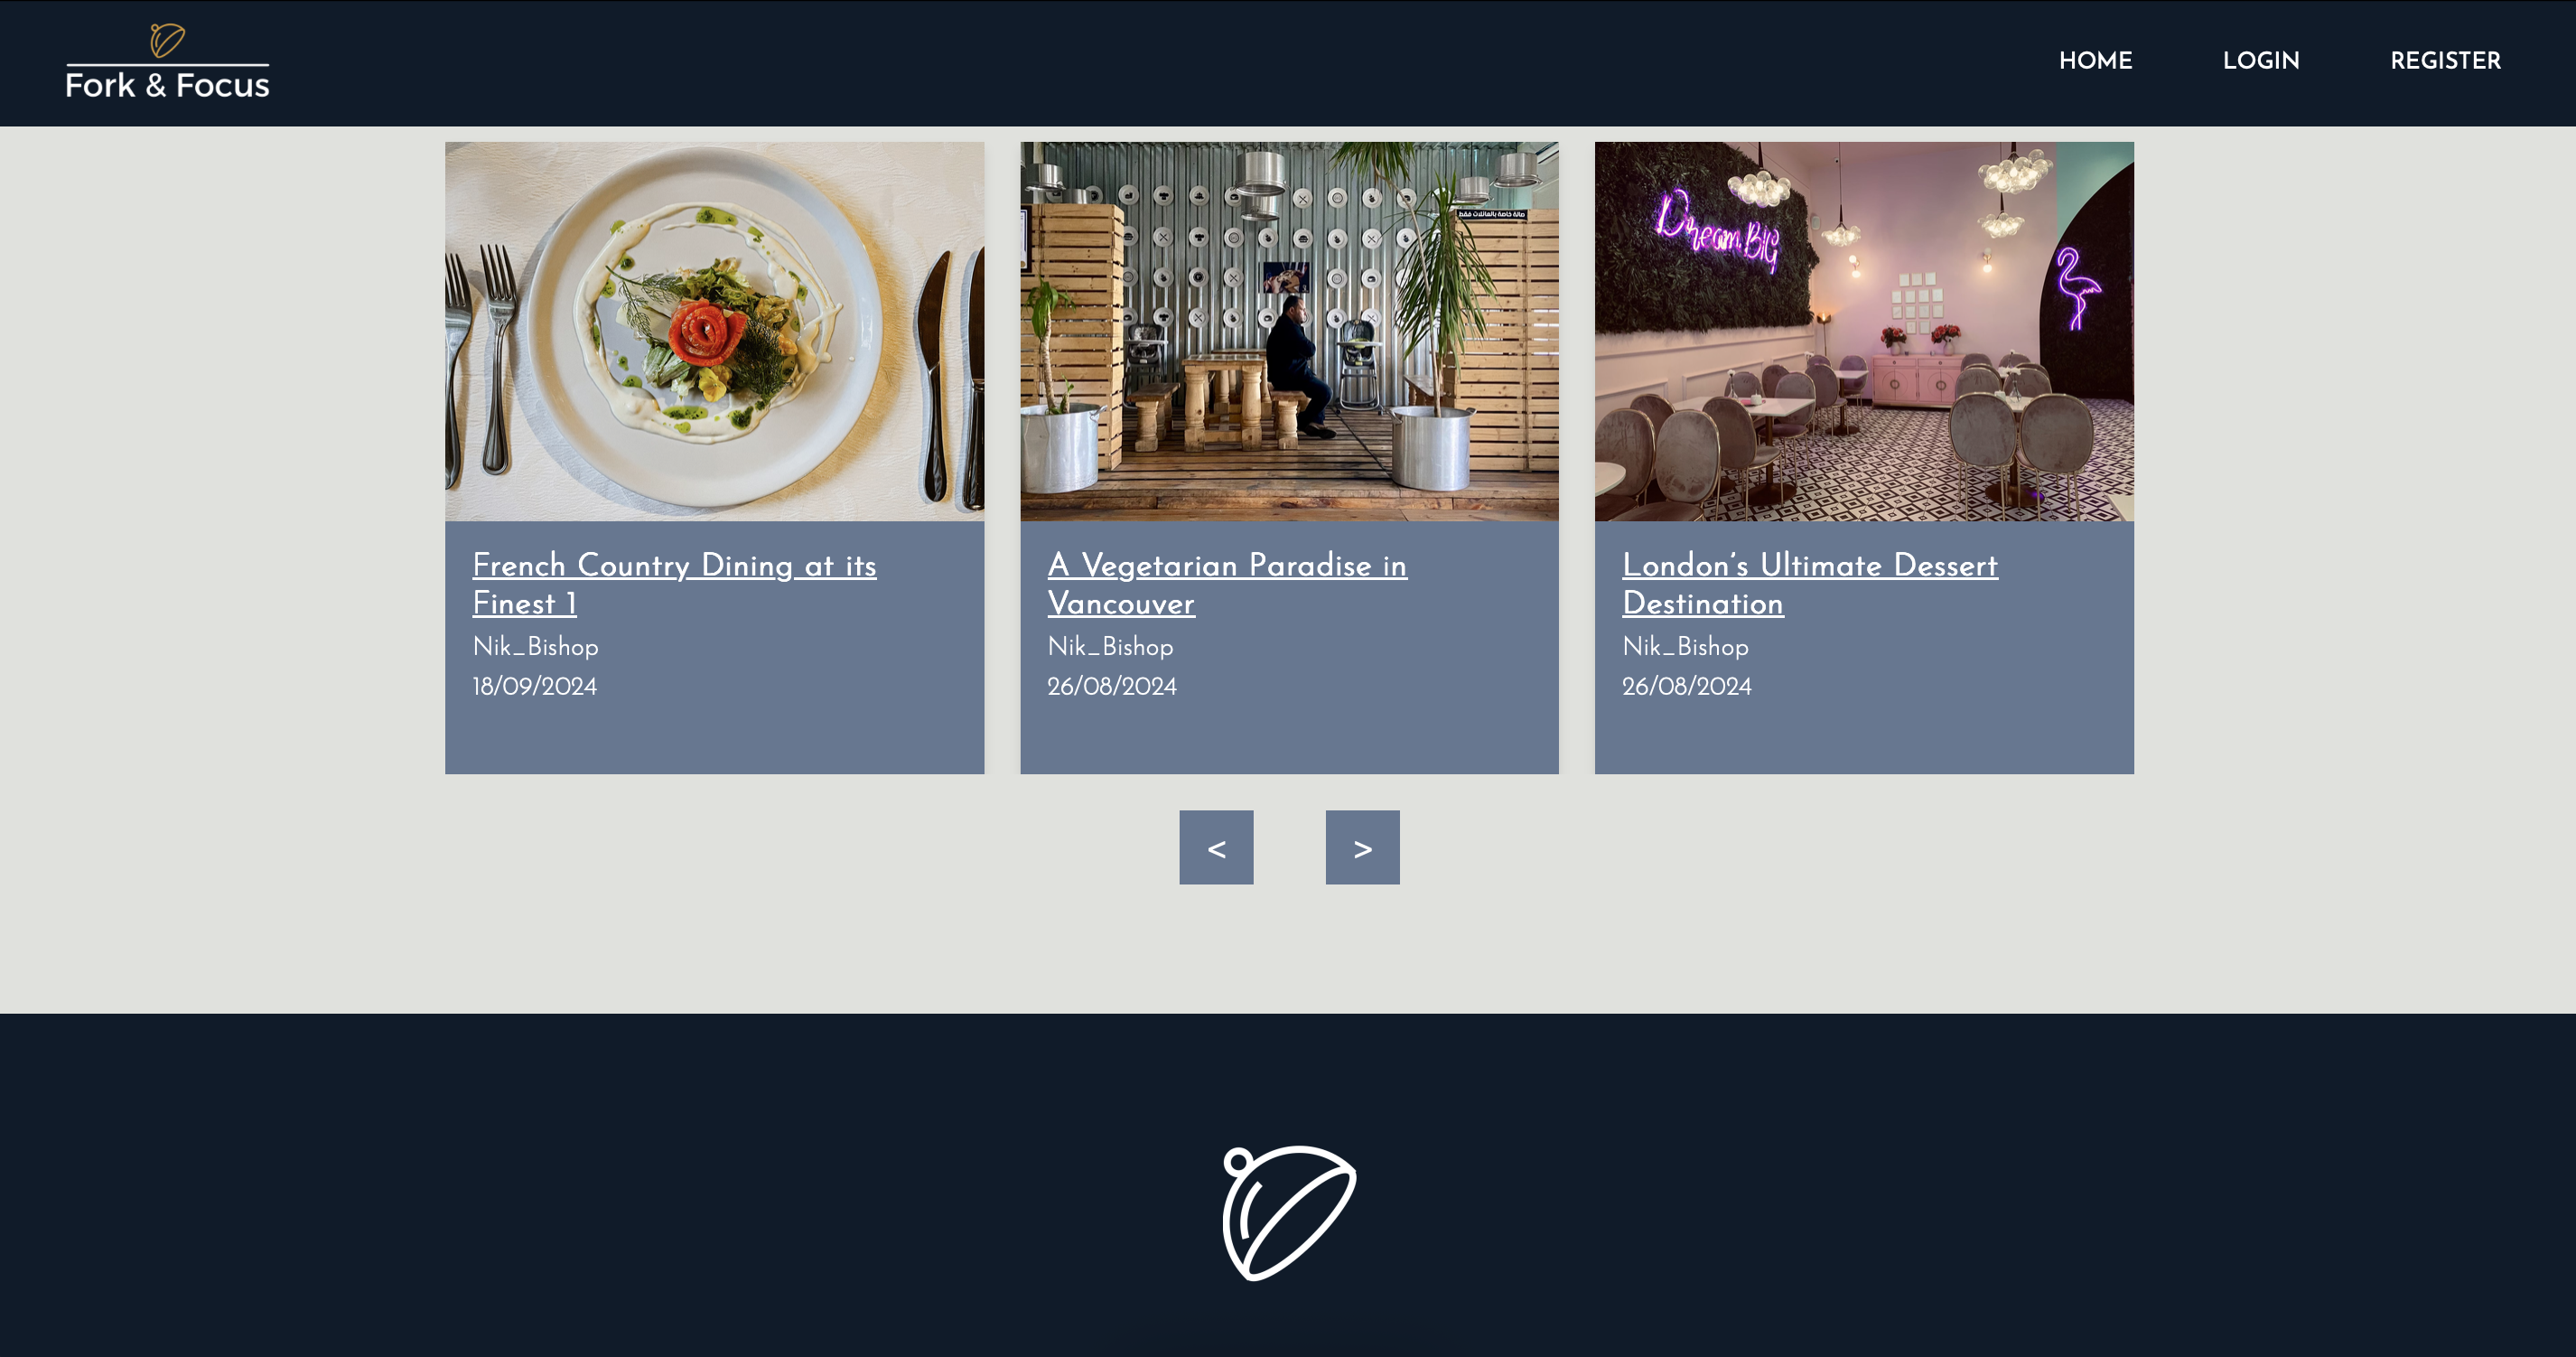 Fork & Focus
HOME LOGIN REGISTER
Dream Big
صالة خاصة بالعائلات فقط
French Country Dining at its
Finest 1
Nik_Bishop
18/09/2024
A Vegetarian Paradise in
Vancouver
Nik_Bishop
26/08/2024
London's Ultimate Dessert
Destination
Nik_Bishop
26/08/2024
< >